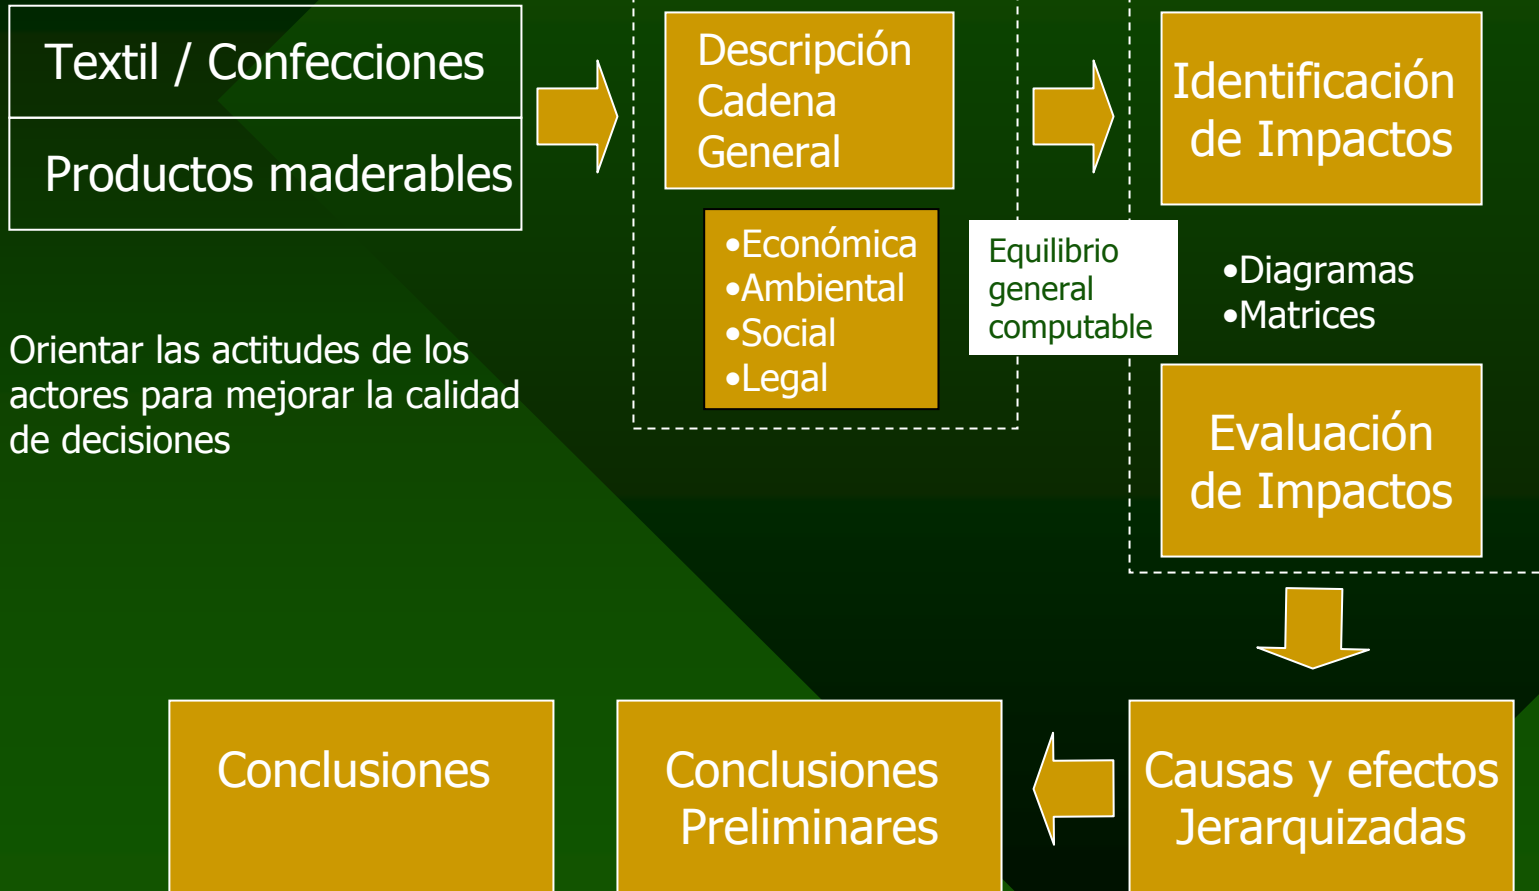 Textil / Confecciones
Productos maderables
Orientar las actitudes de los
actores para mejorar la calidad
de decisiones
Descripción
Cadena
General
•Económica
•Ambiental
•Social
•Legal
Equilibrio
general
computable
Identificación
de Impactos
•Diagramas
•Matrices
Evaluación
de Impactos
Causas y efectos
Jerarquizadas
Conclusiones
Preliminares
Conclusiones